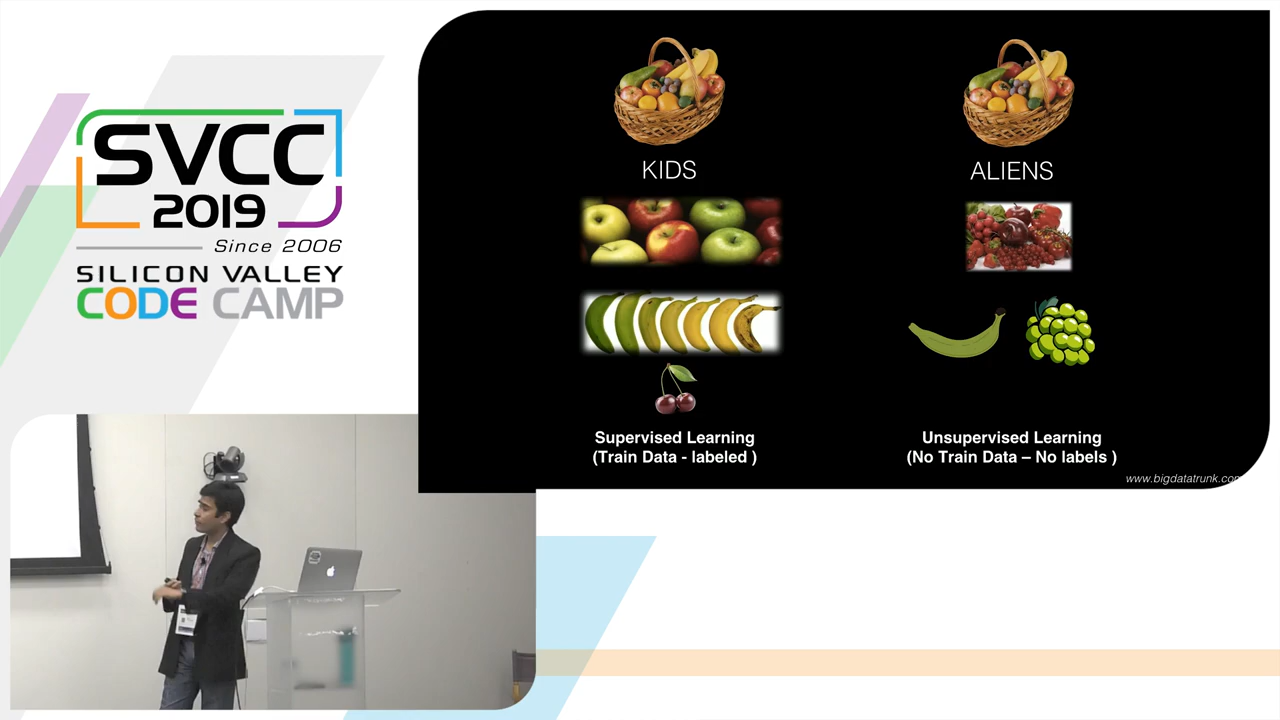 SVCC
2019
Since 2006
SILICON VALLEY
CODE CAMP
KIDS
ALIENS
Supervised Learning
(Train Data - labeled )
Unsupervised Learning
(No Train Data – No labels )
www.bigdatatrunk.com